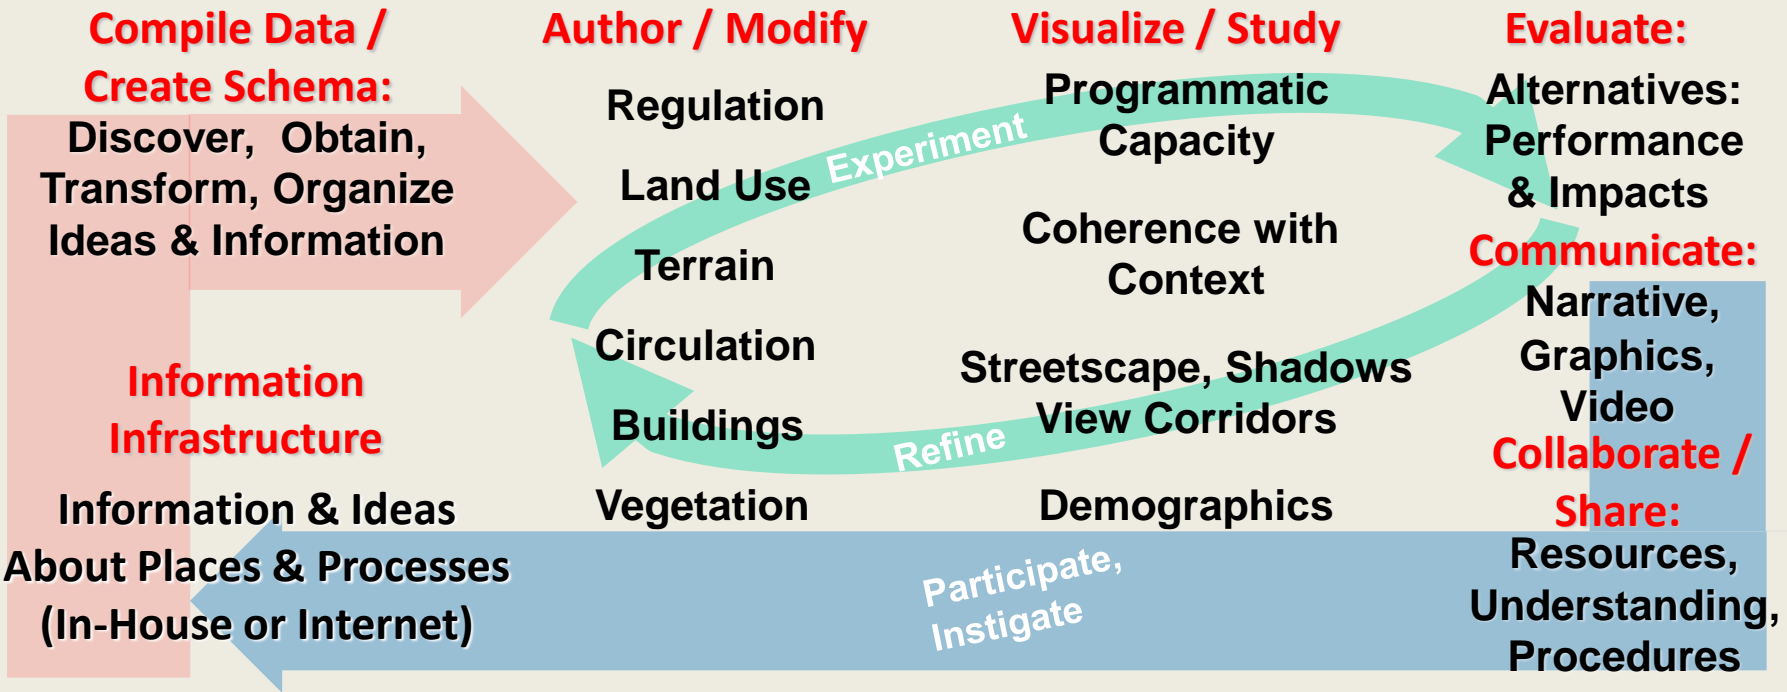 Compile Data /
Create Schema:
Discover, Obtain,
Transform, Organize
Ideas & Information
Information
Infrastructure
Information & Ideas
About Places & Processes
(In-House or Internet)
Author / Modify
Regulation
Land Use
Terrain
Circulation
Buildings
Vegetation
Experiment
Refine
Participate,
Instigate
Visualize / Study
Programmatic
Capacity
Coherence with
Context
Streetscape, Shadows
View Corridors
Demographics
Evaluate:
Alternatives:
Performance
& Impacts
Communicate:
Narrative,
Graphics,
Video
Collaborate /
Share:
Resources,
Understanding,
Procedures